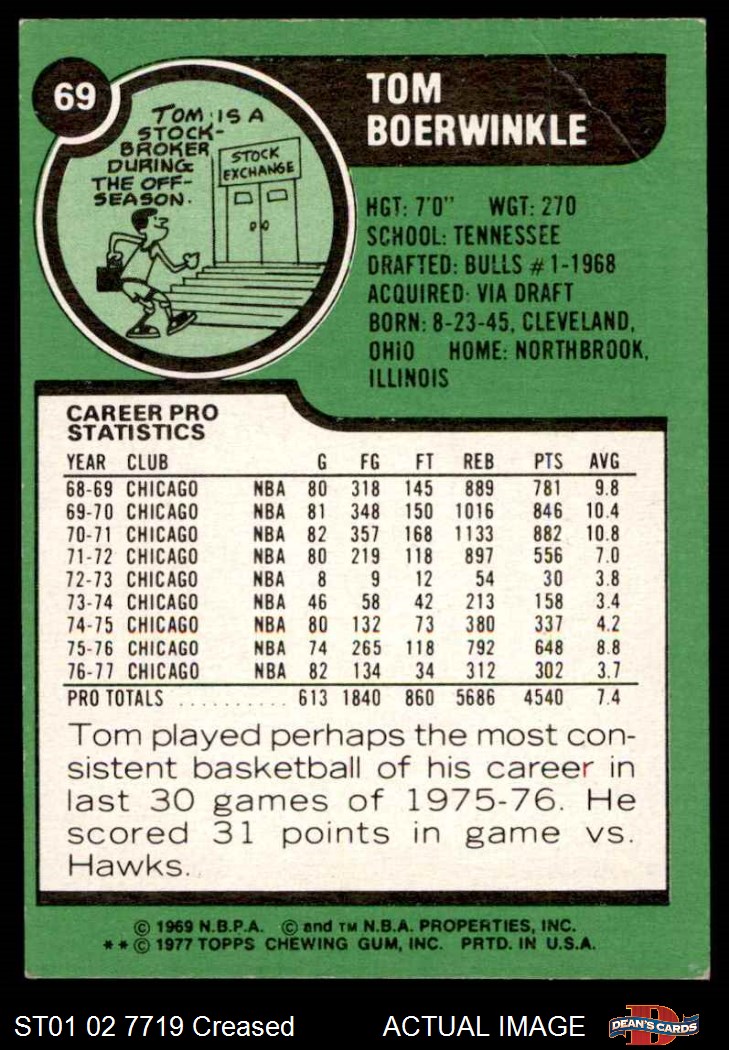 69
TOM IS A
STOCK-
BROKER
DURING
THE OFF-
SEASON.
STOCK
EXCHANGE
TOM
BOERWINKLE
HGT: 7'0" WGT: 270
SCHOOL: TENNESSEE
DRAFTED: BULLS #1-1968
ACQUIRED: VIA DRAFT
BORN: 8-23-45, CLEVELAND,
OHIO HOME: NORTHBROOK,
ILLINOIS
CAREER PRO
STATISTICS
YEAR CLUB G FG FT REB PTS AVG
68-69 CHICAGO NBA 80 318 145 889 781 9.8
69-70 CHICAGO NBA 81 348 150 1016 846 10.4
70-71 CHICAGO NBA 82 357 168 1133 882 10.8
71-72 CHICAGO NBA 80 219 118 897 556 7.0
72-73 CHICAGO NBA 8 9 12 54 30 3.8
73-74 CHICAGO NBA 46 58 42 213 158 3.4
74-75 CHICAGO NBA 80 132 73 380 337 4.2
75-76 CHICAGO NBA 74 265 118 792 648 8.8
76-77 CHICAGO NBA 82 134 34 312 302 3.7
PRO TOTALS .......... 613 1840 860 5686 4540 7.4
Tom played perhaps the most con-
sistent basketball of his career in
last 30 games of 1975-76. He
scored 31 points in game vs.
Hawks.
© 1969 N.B.P.A. © and TM N.B.A. PROPERTIES, INC.
** © 1977 TOPPS CHEWING GUM, INC. PRTD. IN U.S.A.
ST01 02 7719 Creased ACTUAL IMAGE
D
DEAN'S CARDS